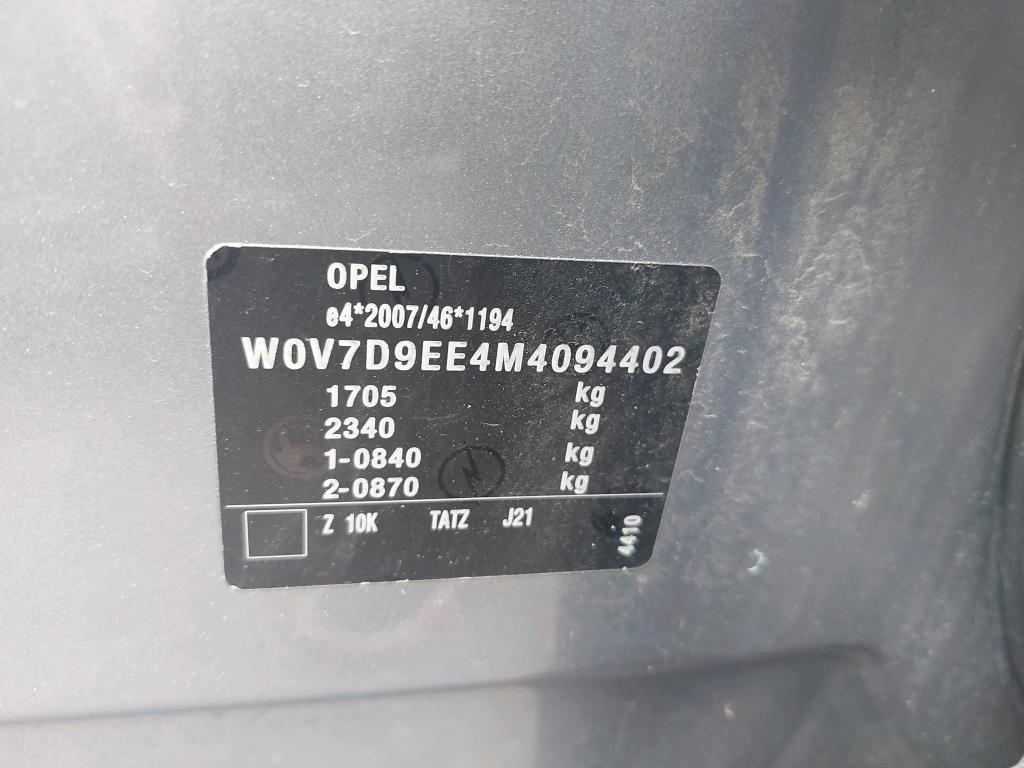 OPEL
e4*2007/46*1194
W0V7D9EE4M4094402
1705 kg
2340 kg
1-0840 kg
2-0870 kg
Z 10K TATZ J21
4410